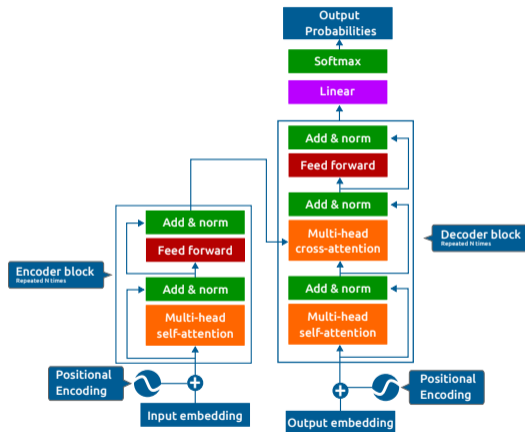 Output
Probabilities
Softmax
Linear
Add & norm
Feed forward
Add & norm
Multi-head
cross-attention
Add & norm
Multi-head
self-attention
Decoder block
Repeated N times
Add & norm
Feed forward
Add & norm
Multi-head
self-attention
Encoder block
Repeated N times
Positional
Encoding
Input embedding
Output embedding
Positional
Encoding